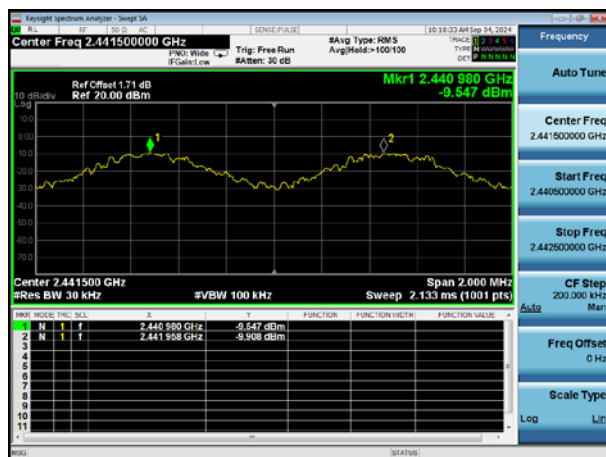 Keysight Spectrum Analyzer - Swept SA
RL RF 50 Ω AC SENSE:PULSE 10:10:33 AM Sep 04, 2024
Center Freq 2.441500000 GHz
PNO: Wide
IFGain:Low
Trig: Free Run
#Atten: 30 dB
#Avg Type: RMS
Avg|Hold:>100/100
TRACE 1 2 3 4 5 6
TYPE
DET P N N N N N
Mkr1 2.440 980 GHz
-9.547 dBm
Ref Offset 1.71 dB
10 dB/div Ref 20.00 dBm
Log
10.0
0.00
-10.0
-20.0
-30.0
-40.0
-50.0
-60.0
-70.0
1
2
Center 2.441500 GHz Span 2.000 MHz
#Res BW 30 kHz #VBW 100 kHz Sweep 2.133 ms (1001 pts)
MKR MODE TRC SCL X Y FUNCTION FUNCTION WIDTH FUNCTION VALUE
1 N 1 f 2.440 980 GHz -9.547 dBm
2 N 1 f 2.441 958 GHz -9.908 dBm
3
4
5
6
7
8
9
10
11
MSG STATUS
Frequency
Auto Tune
Center Freq
2.441500000 GHz
Start Freq
2.440500000 GHz
Stop Freq
2.442500000 GHz
CF Step
200.000 kHz
Auto Man
Freq Offset
0 Hz
Scale Type
Log Lin